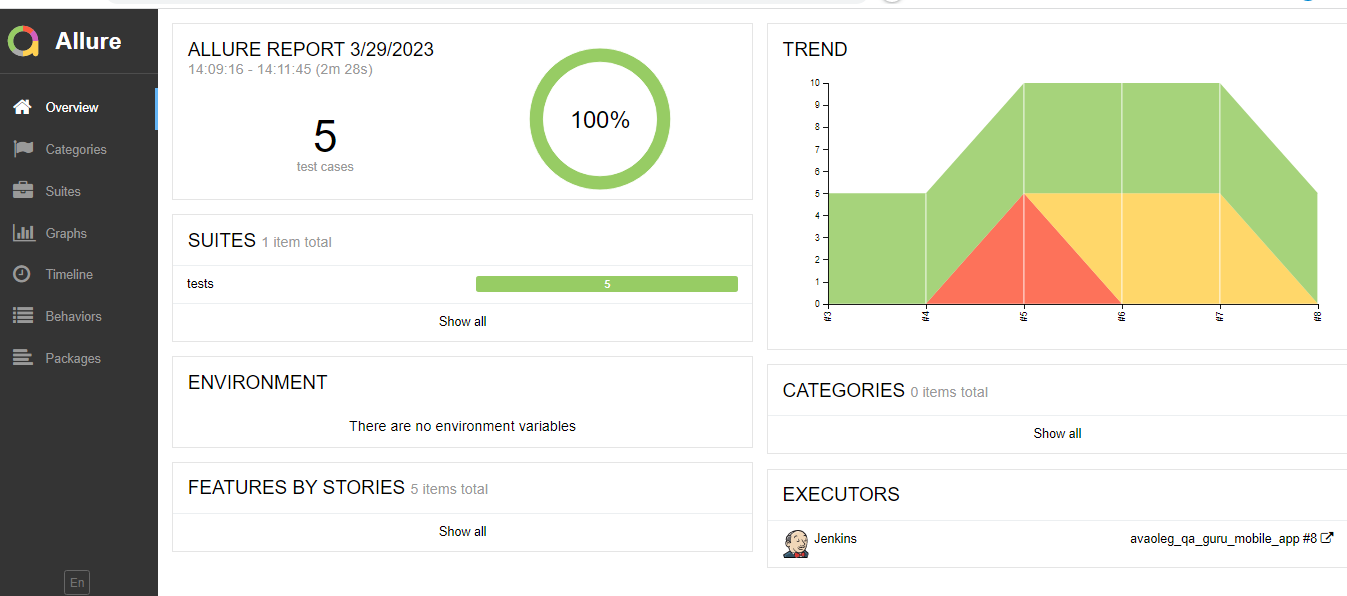 Allure
Overview
Categories
Suites
Graphs
Timeline
Behaviors
Packages
En
ALLURE REPORT 3/29/2023
14:09:16 - 14:11:45 (2m 28s)
5
test cases
100%
SUITES 1 item total
tests 5
Show all
ENVIRONMENT
There are no environment variables
FEATURES BY STORIES 5 items total
Show all
TREND
10
9
8
7
6
5
4
3
2
1
0
#3 #4 #5 #6 #7 #8
CATEGORIES 0 items total
Show all
EXECUTORS
Jenkins avaoleg_qa_guru_mobile_app #8